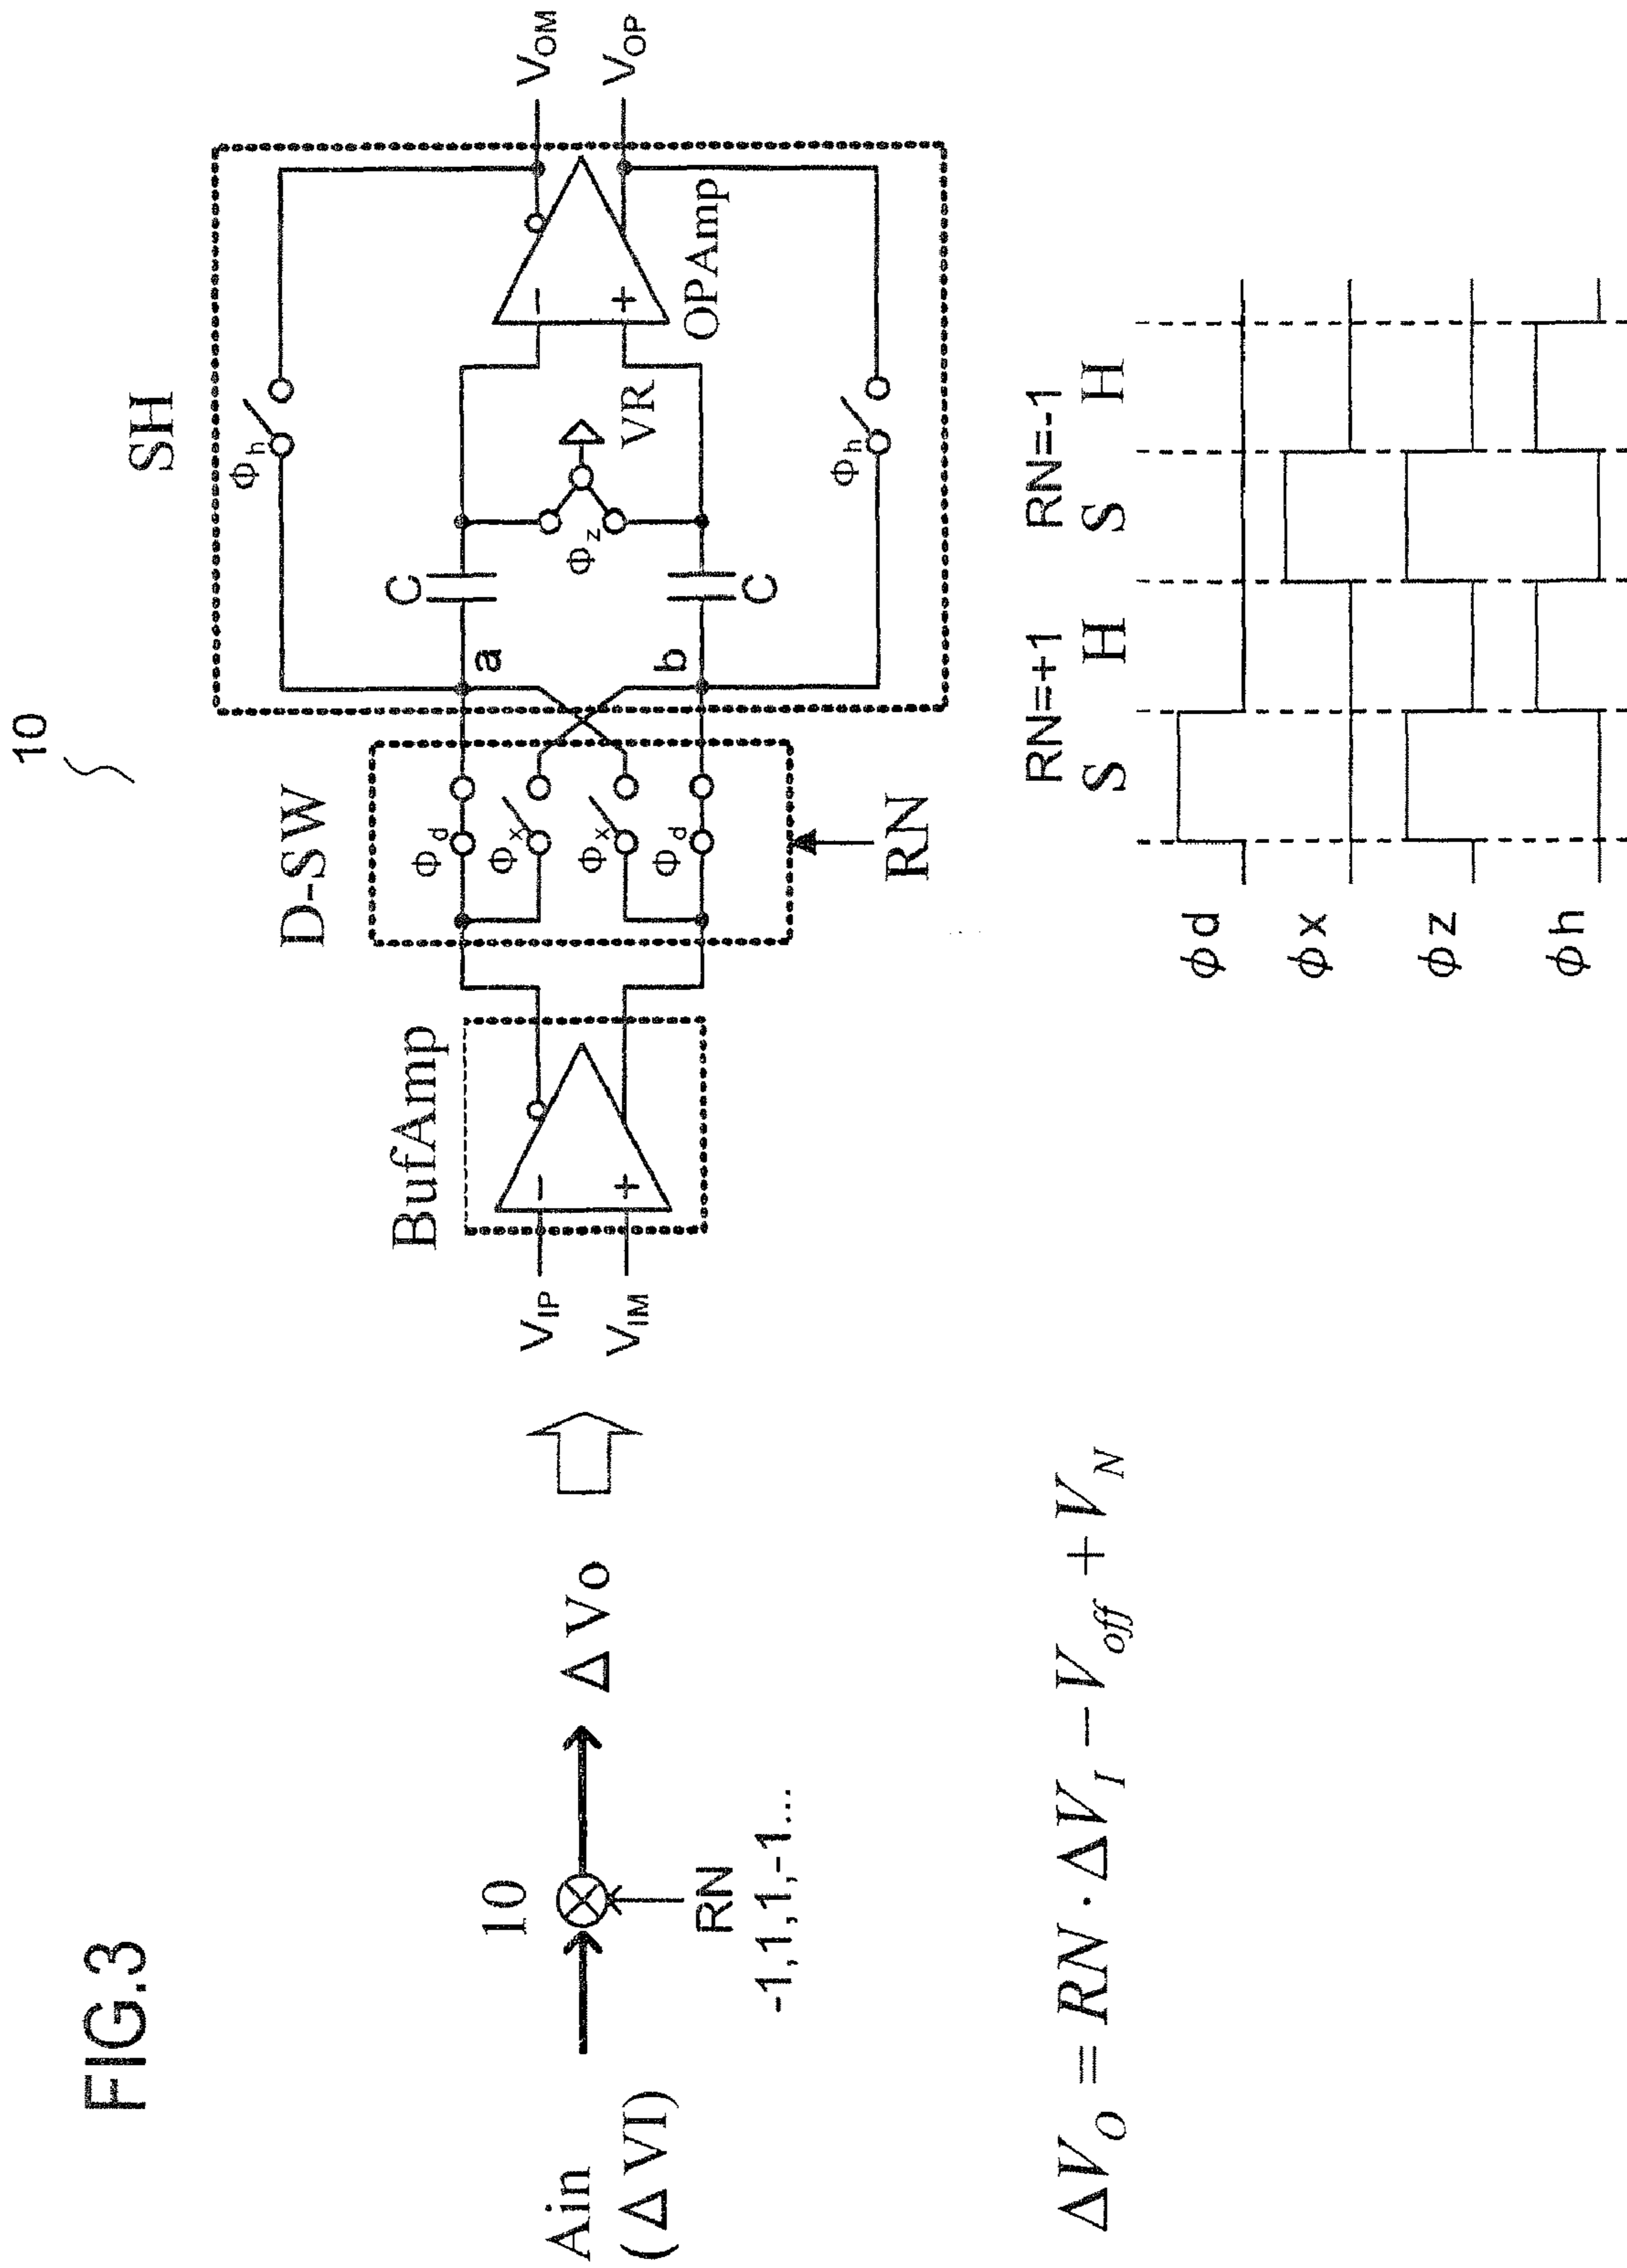 FIG.3
Ain
(ΔVI)
10
RN
-1,1,1,-1...
ΔVo
10
BufAmp
V_IP
V_IM
D-SW
ϕd
ϕx
ϕx
ϕd
RN
SH
ϕh
a
b
C
C
ϕz
VR
OPAmp
ϕh
V_OM
V_OP
ΔV_O = RN · ΔV_I − V_off + V_N
RN=+1 RN=-1
S H S H
ϕd
ϕx
ϕz
ϕh